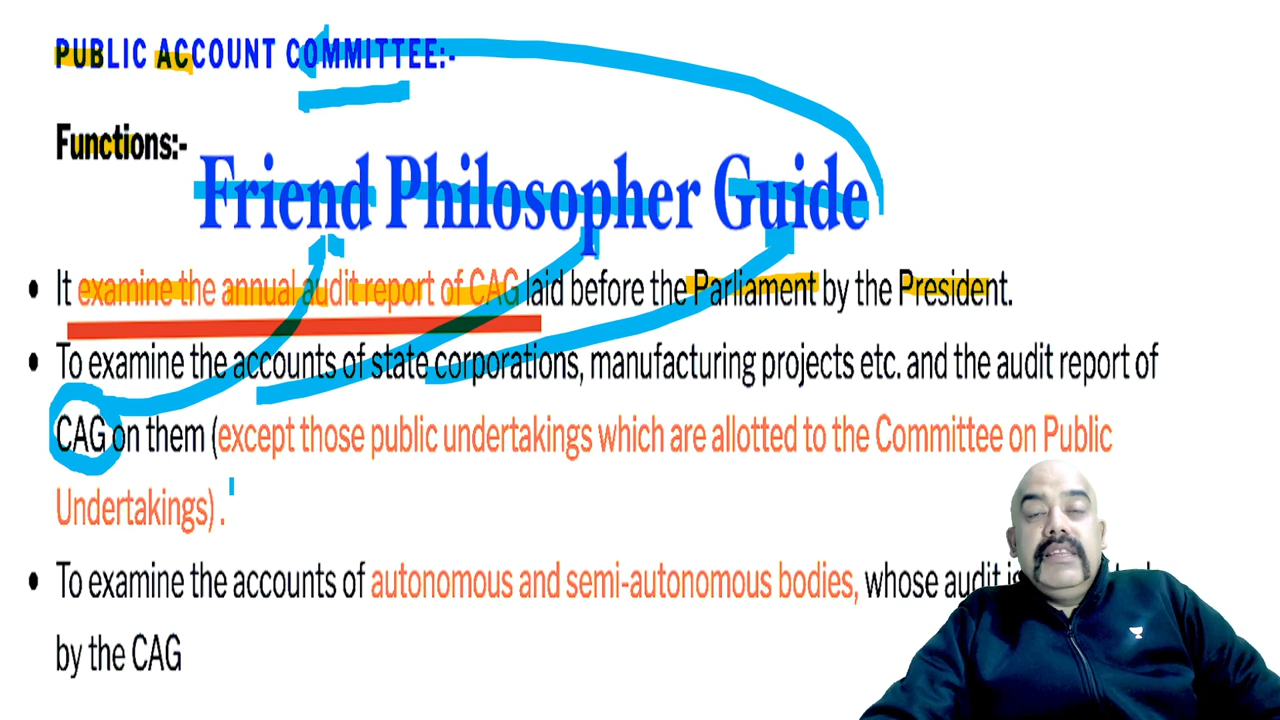 PUBLIC ACCOUNT COMMITTEE:-
Functions:-
Friend Philosopher Guide
• It examine the annual audit report of CAG laid before the Parliament by the President.
• To examine the accounts of state corporations, manufacturing projects etc. and the audit report of
CAG on them (except those public undertakings which are allotted to the Committee on Public
Undertakings) .
• To examine the accounts of autonomous and semi-autonomous bodies, whose audit is
by the CAG